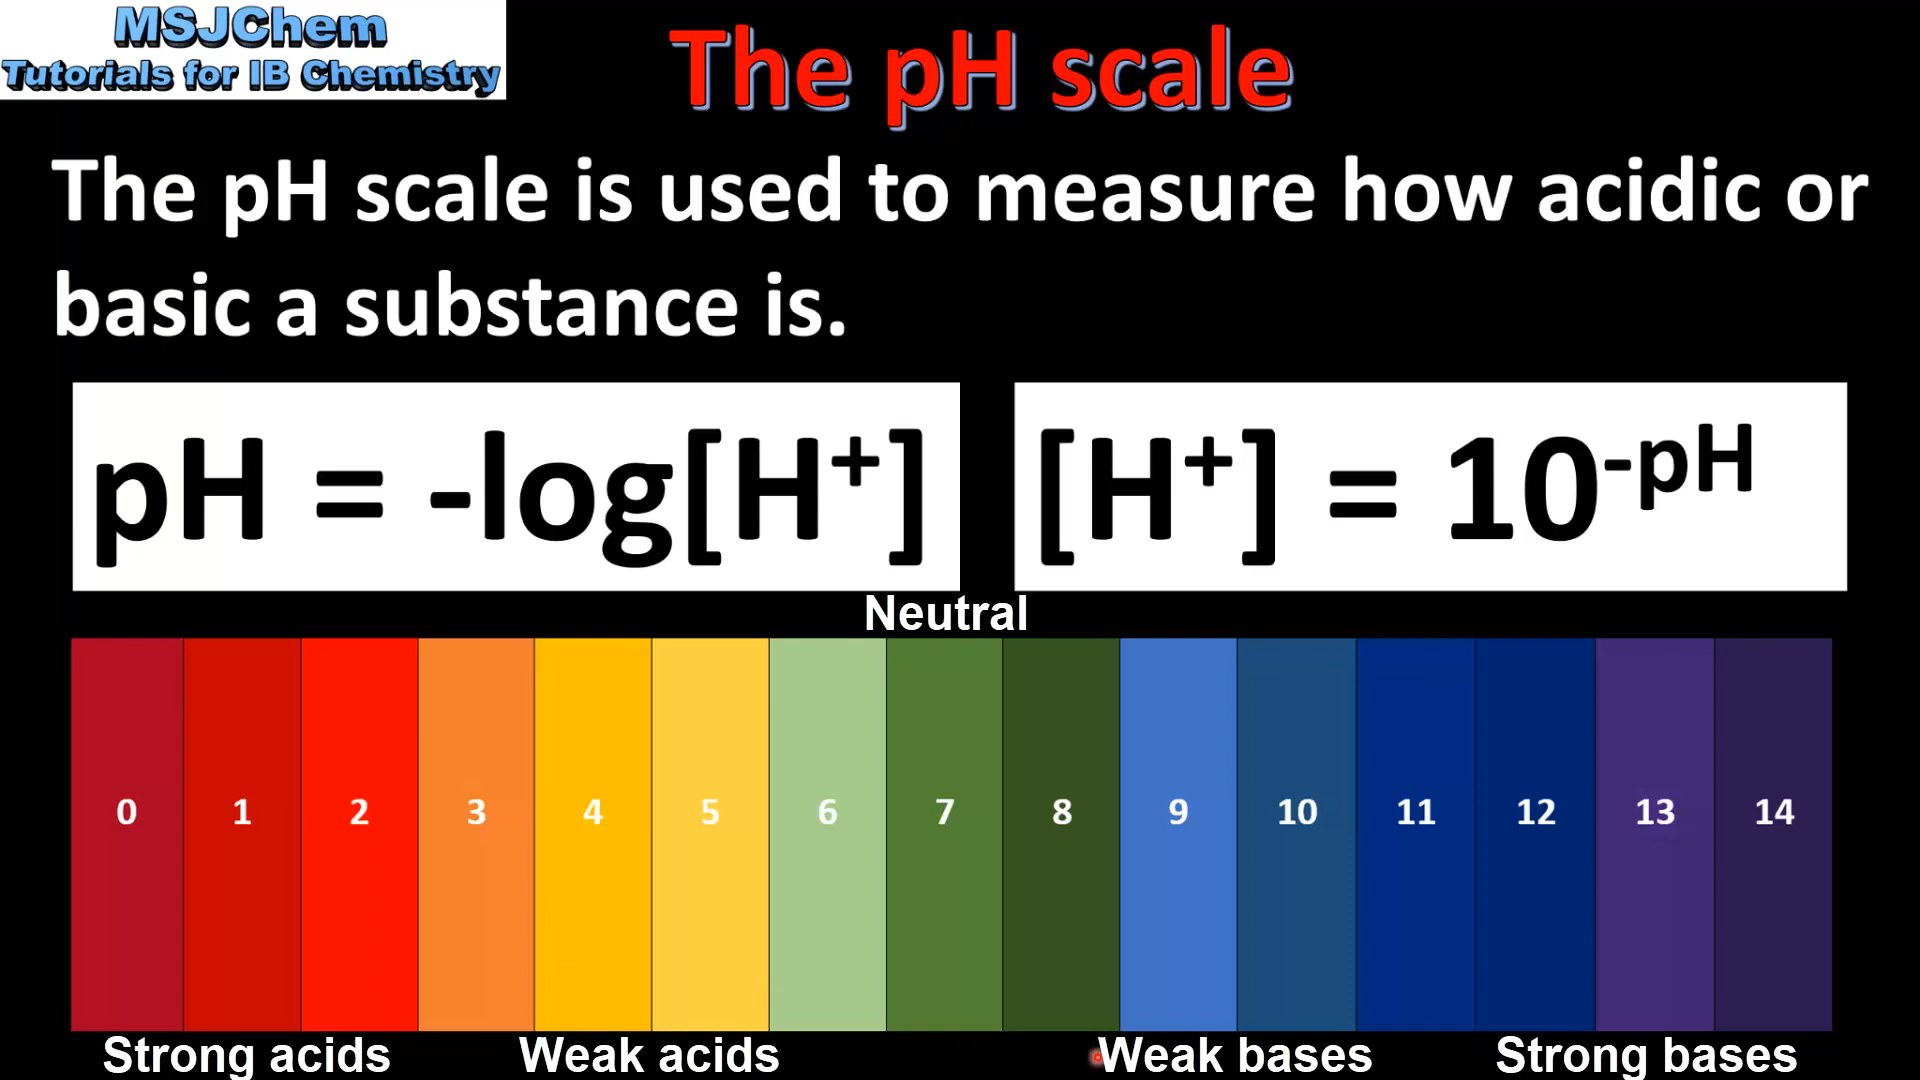 MSJChem
Tutorials for IB Chemistry
The pH scale
The pH scale is used to measure how acidic or
basic a substance is.
pH = -log[H⁺]
[H⁺] = 10⁻ᵖᴴ
Neutral
0 1 2 3 4 5 6 7 8 9 10 11 12 13 14
Strong acids Weak acids Weak bases Strong bases